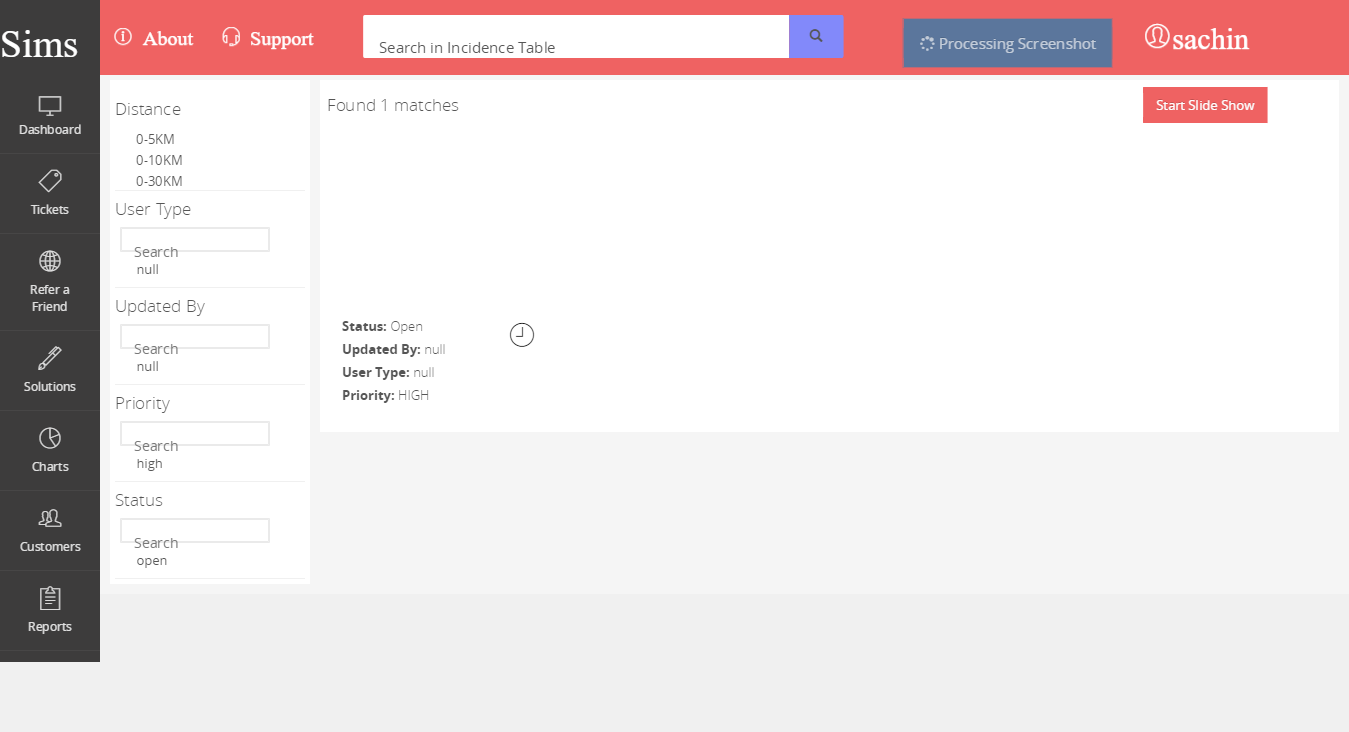 Sims
About
Support
Search in Incidence Table
Processing Screenshot
sachin
Dashboard
Tickets
Refer a
Friend
Solutions
Charts
Customers
Reports
Distance
0-5KM
0-10KM
0-30KM
User Type
Search
null
Updated By
Search
null
Priority
Search
high
Status
Search
open
Found 1 matches
Start Slide Show
Status: Open
Updated By: null
User Type: null
Priority: HIGH